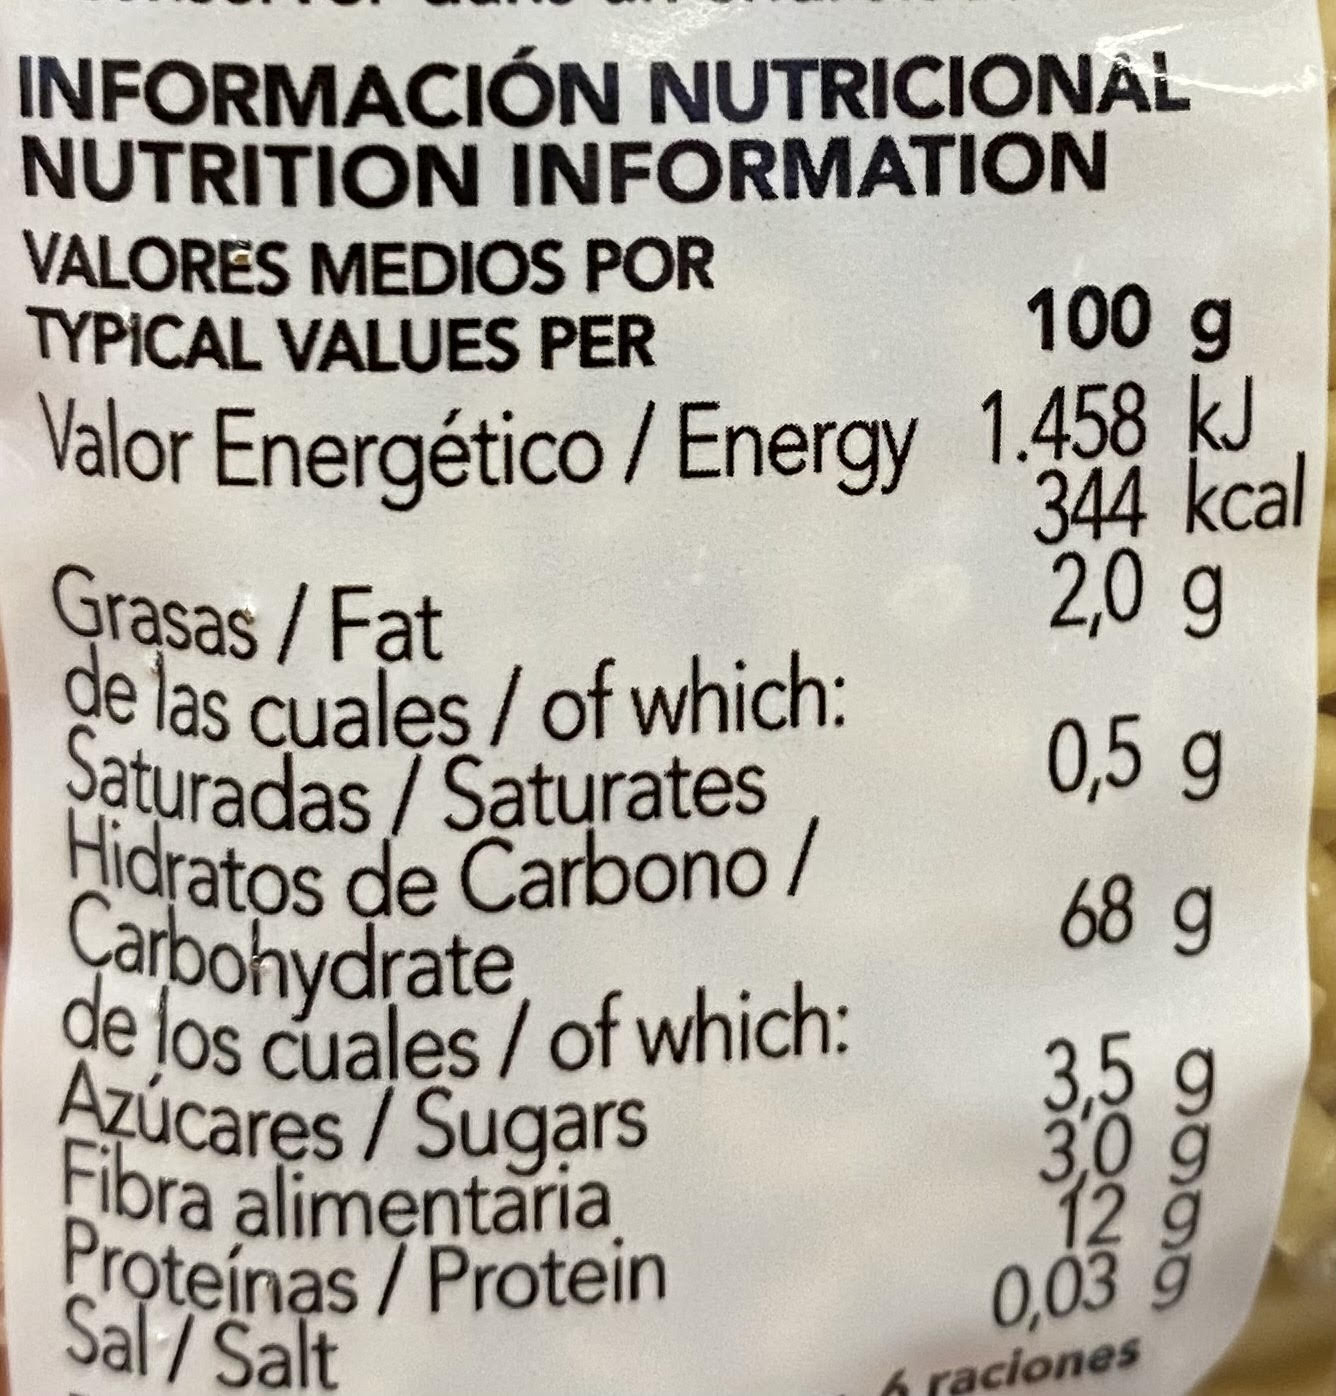 INFORMACIÓN NUTRICIONAL
NUTRITION INFORMATION
VALORES MEDIOS POR
TYPICAL VALUES PER 100 g
Valor Energético / Energy 1.458 kJ
344 kcal
Grasas / Fat 2,0 g
de las cuales / of which:
Saturadas / Saturates 0,5 g
Hidratos de Carbono /
Carbohydrate 68 g
de los cuales / of which:
Azúcares / Sugars 3,5 g
Fibra alimentaria 3,0 g
Proteínas / Protein 12 g
Sal / Salt 0,03 g
6 raciones